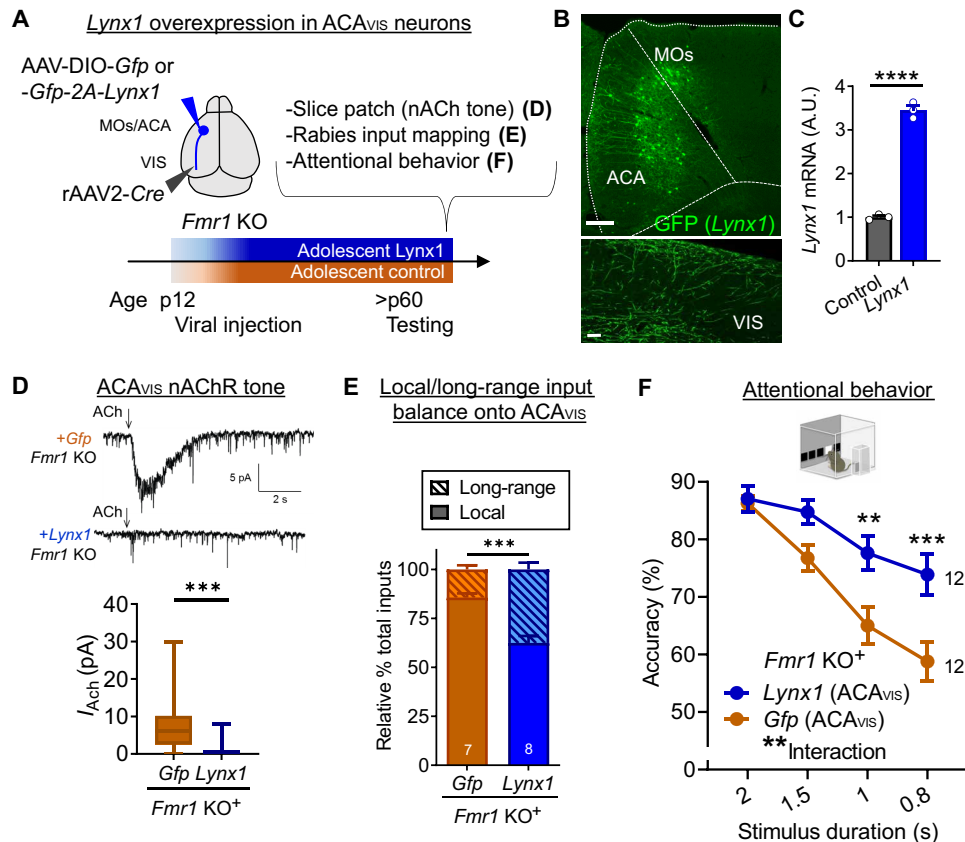 A
Lynx1 overexpression in ACAVIS neurons
AAV-DIO-Gfp or
-Gfp-2A-Lynx1
MOs/ACA
VIS
rAAV2-Cre
Fmr1 KO
-Slice patch (nACh tone) (D)
-Rabies input mapping (E)
-Attentional behavior (F)
Adolescent Lynx1
Adolescent control
Age p12 >p60
Viral injection Testing
B
MOs
ACA
GFP (Lynx1)
VIS
C
****
Lynx1 mRNA (A.U.)
4
3
2
1
0
Control
Lynx1
D
ACAVIS nAChR tone
ACh
+Gfp
Fmr1 KO
5 pA
2 s
ACh
+Lynx1
Fmr1 KO
***
IAch (pA)
40
30
20
10
0
Gfp Lynx1
Fmr1 KO+
E
Local/long-range input
balance onto ACAVIS
Long-range
Local
***
Relative % total inputs
100
50
0
7
8
Gfp Lynx1
Fmr1 KO+
F
Attentional behavior
Accuracy (%)
90
80
70
60
50
80
**
***
12
12
Fmr1 KO+
Lynx1 (ACAVIS)
Gfp (ACAVIS)
**Interaction
2 1.5 1 0.8
Stimulus duration (s)